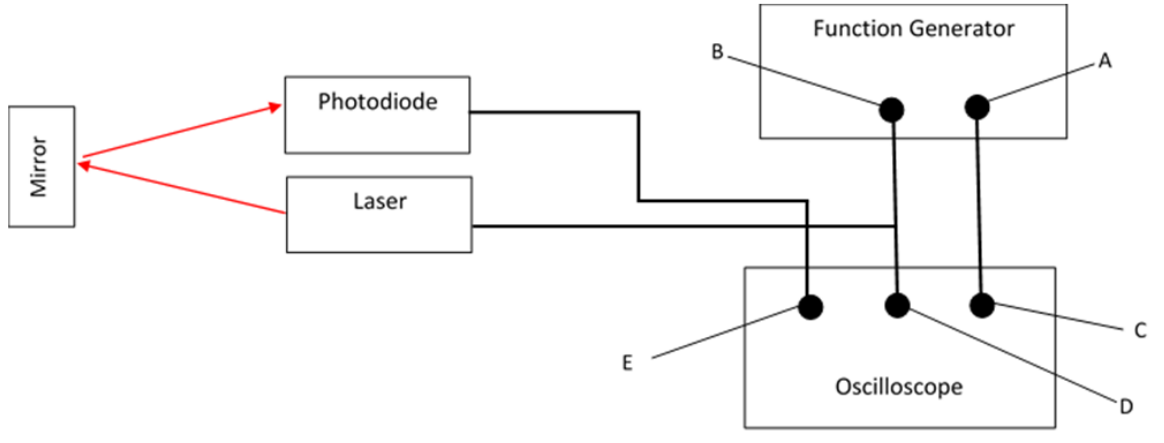 Function Generator
B
A
Photodiode
Mirror
Laser
C
E
Oscilloscope
D